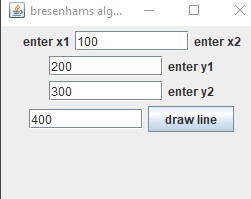 bresenhams alg...
enter x1 100 enter x2
200 enter y1
300 enter y2
400 draw line